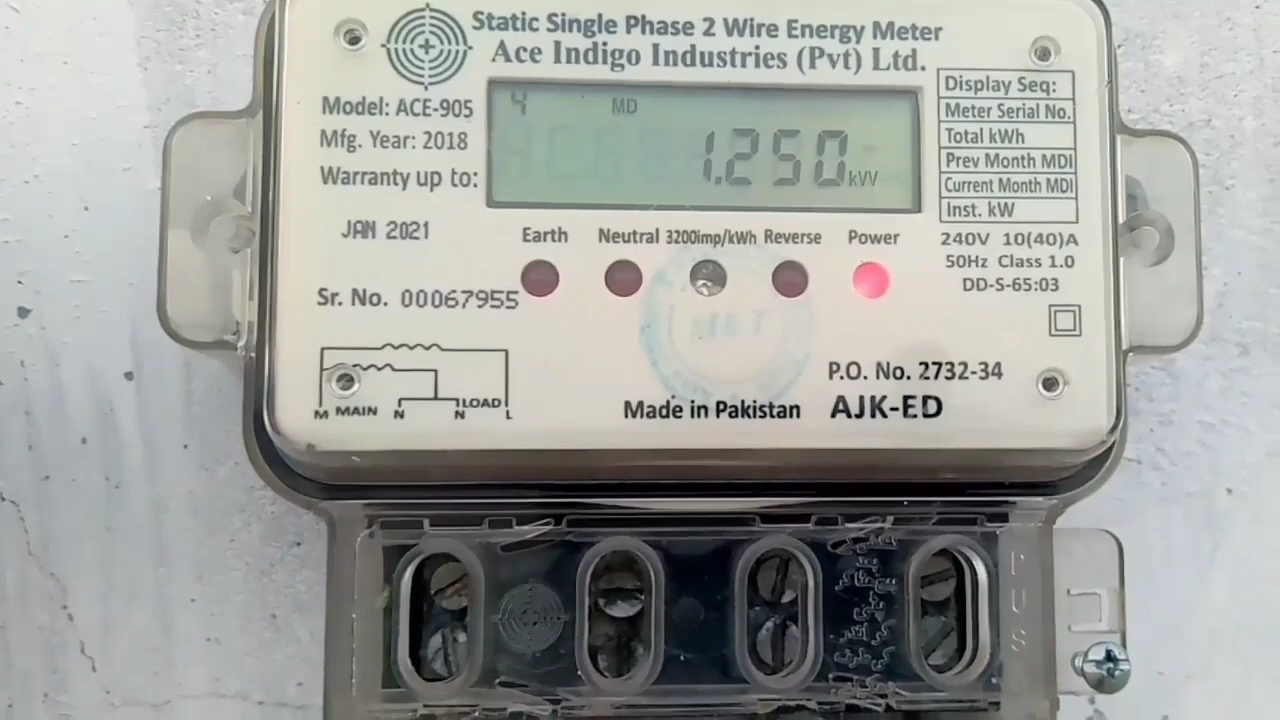 Static Single Phase 2 Wire Energy Meter
Ace Indigo Industries (Pvt) Ltd.
Model: ACE-905
Mfg. Year: 2018
Warranty up to:
JAN 2021
Sr. No. 00067955
4 MD
1.250 kW
Display Seq:
Meter Serial No.
Total kWh
Prev Month MDI
Current Month MDI
Inst. kW
Earth Neutral 3200imp/kWh Reverse Power
240V 10(40)A
50Hz Class 1.0
DD-S-65:03
M MAIN N N LOAD L
P.O. No. 2732-34
Made in Pakistan AJK-ED